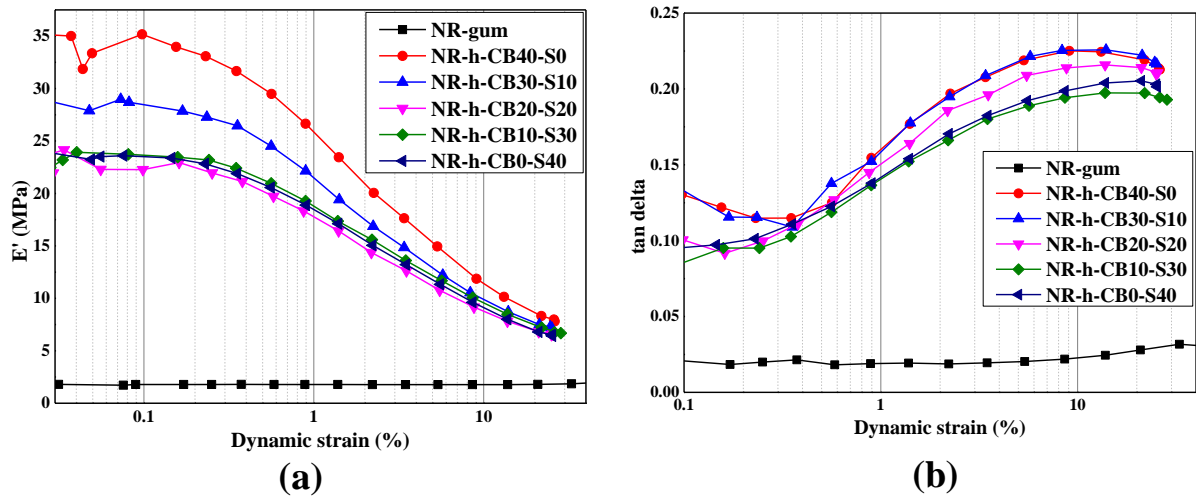 E' (MPa)
35
30
25
20
15
10
5
0
0.1
1
10
Dynamic strain (%)
NR-gum
NR-h-CB40-S0
NR-h-CB30-S10
NR-h-CB20-S20
NR-h-CB10-S30
NR-h-CB0-S40
(a)
tan delta
0.25
0.20
0.15
0.10
0.05
0.00
0.1
1
10
Dynamic strain (%)
NR-gum
NR-h-CB40-S0
NR-h-CB30-S10
NR-h-CB20-S20
NR-h-CB10-S30
NR-h-CB0-S40
(b)